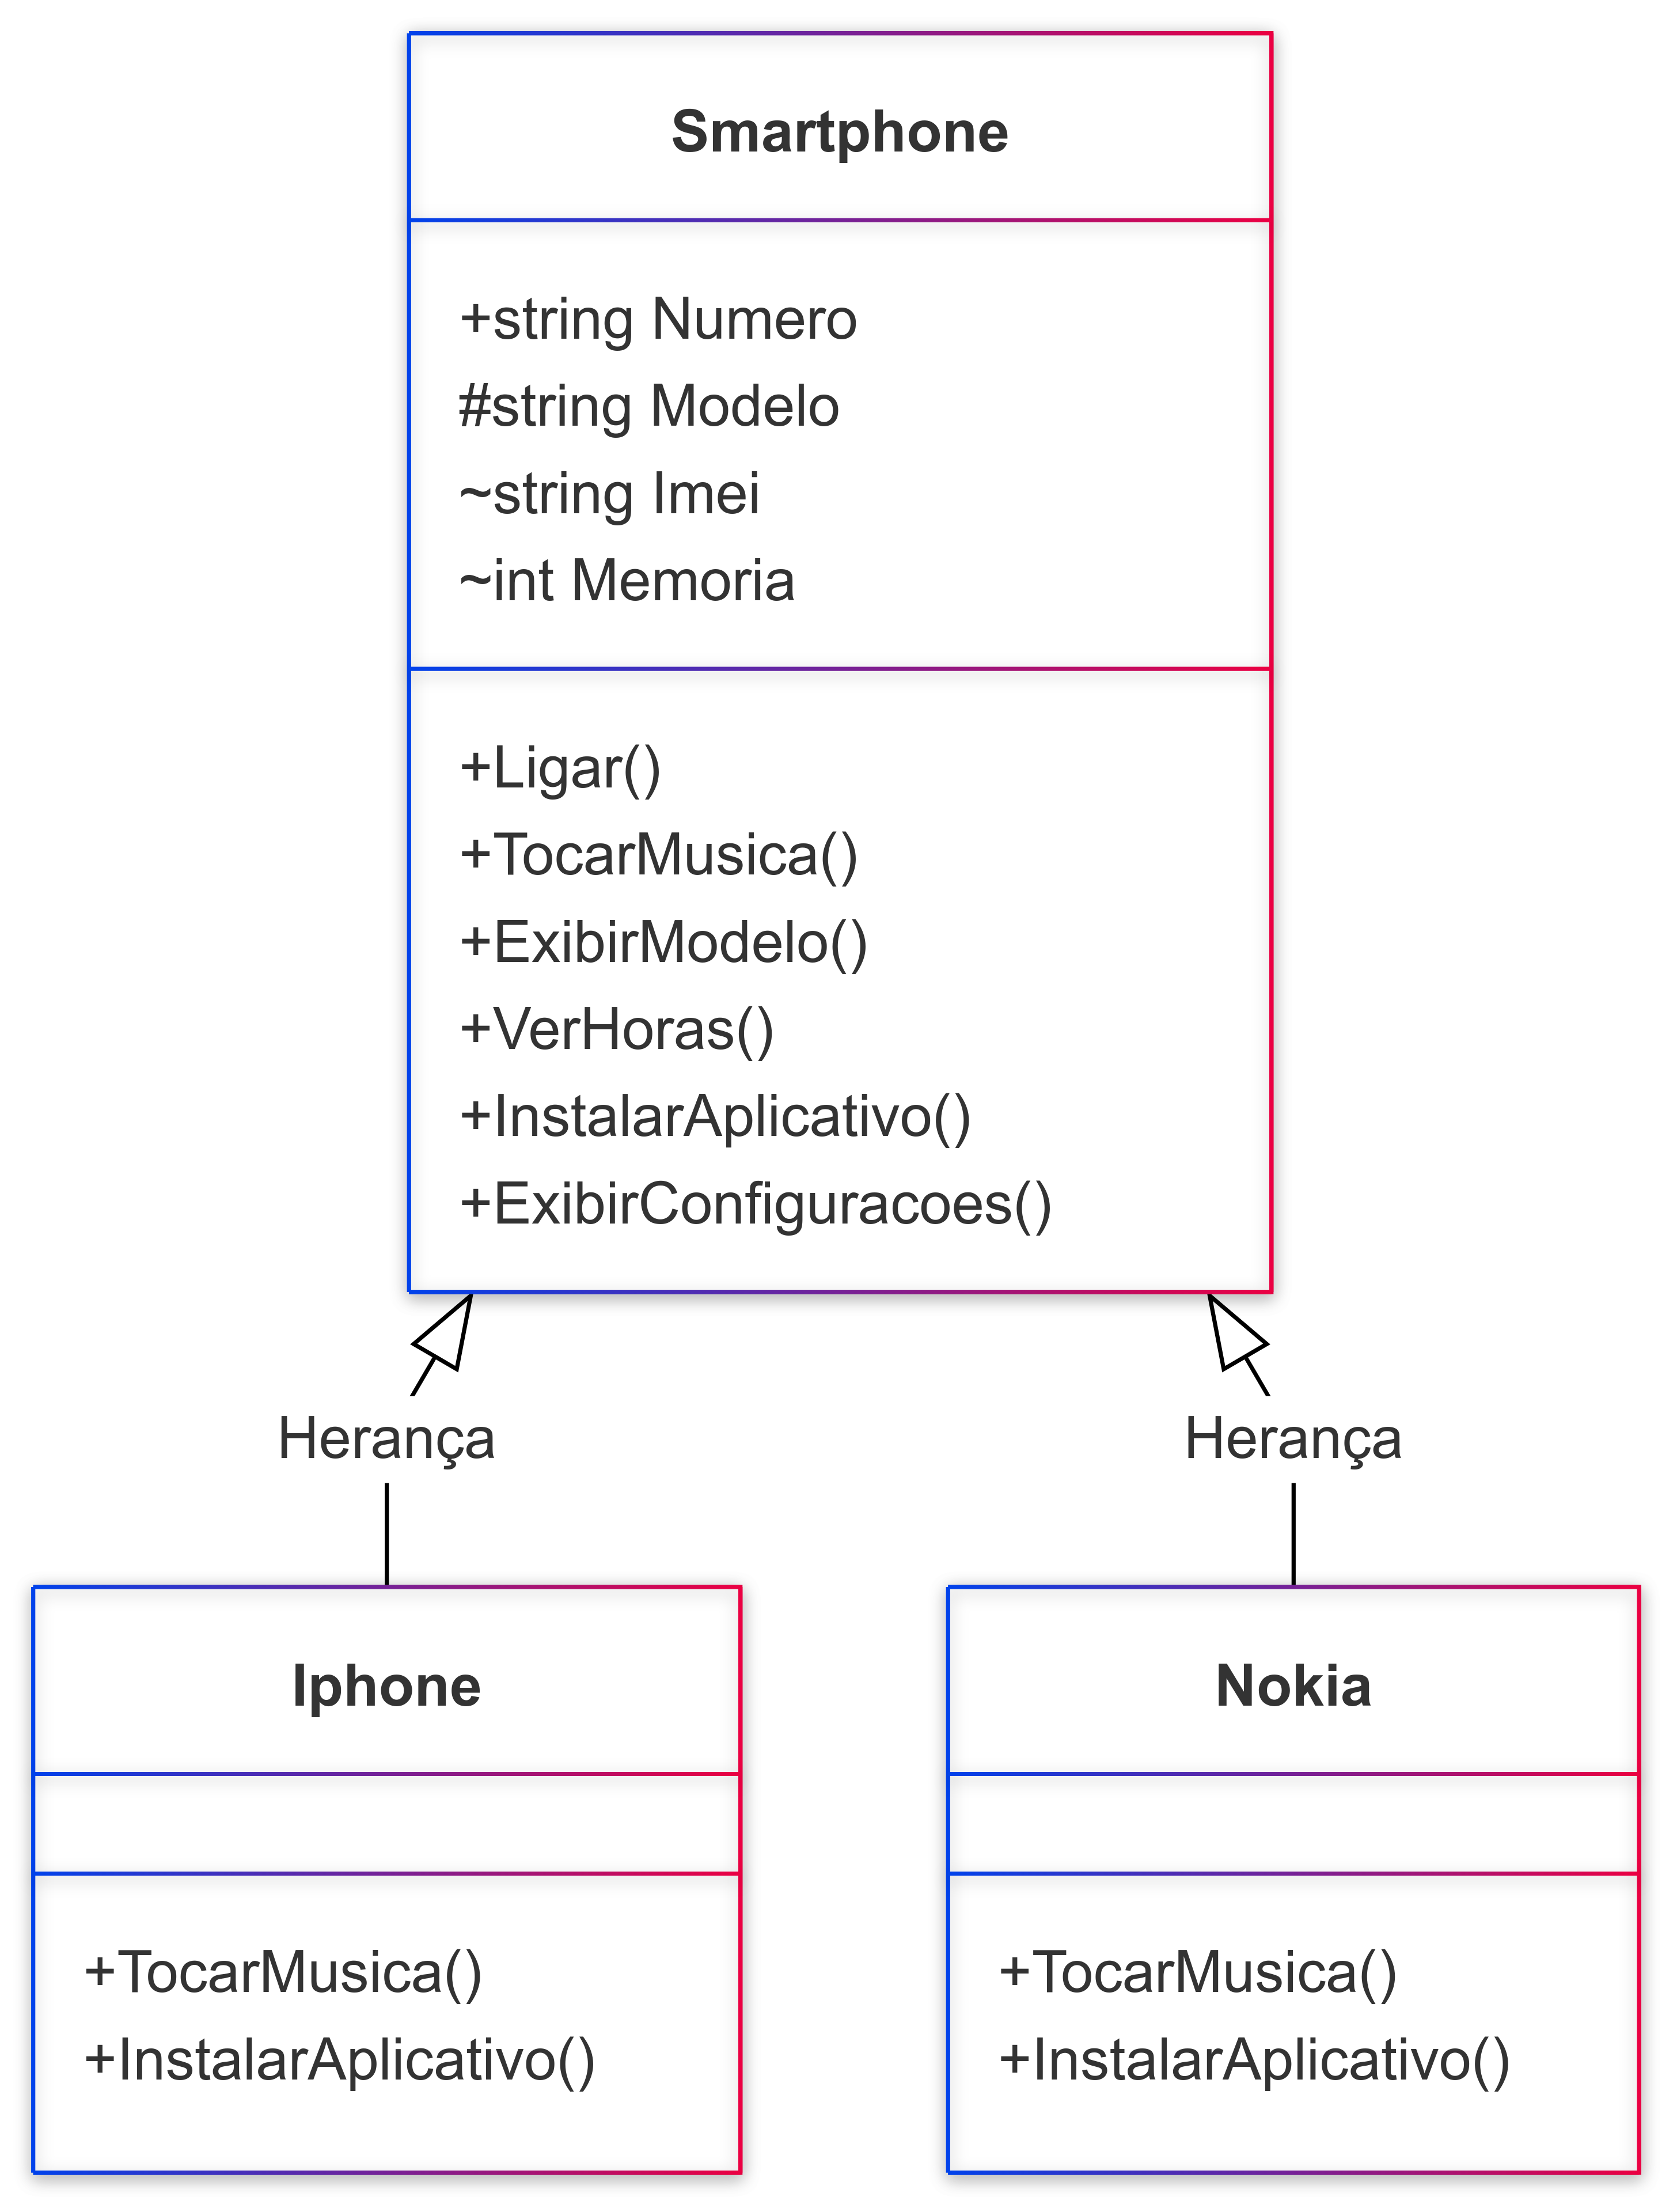 Smartphone
+string Numero
#string Modelo
~string Imei
~int Memoria
+Ligar()
+TocarMusica()
+ExibirModelo()
+VerHoras()
+InstalarAplicativo()
+ExibirConfiguracoes()
Herança
Herança
Iphone
+TocarMusica()
+InstalarAplicativo()
Nokia
+TocarMusica()
+InstalarAplicativo()